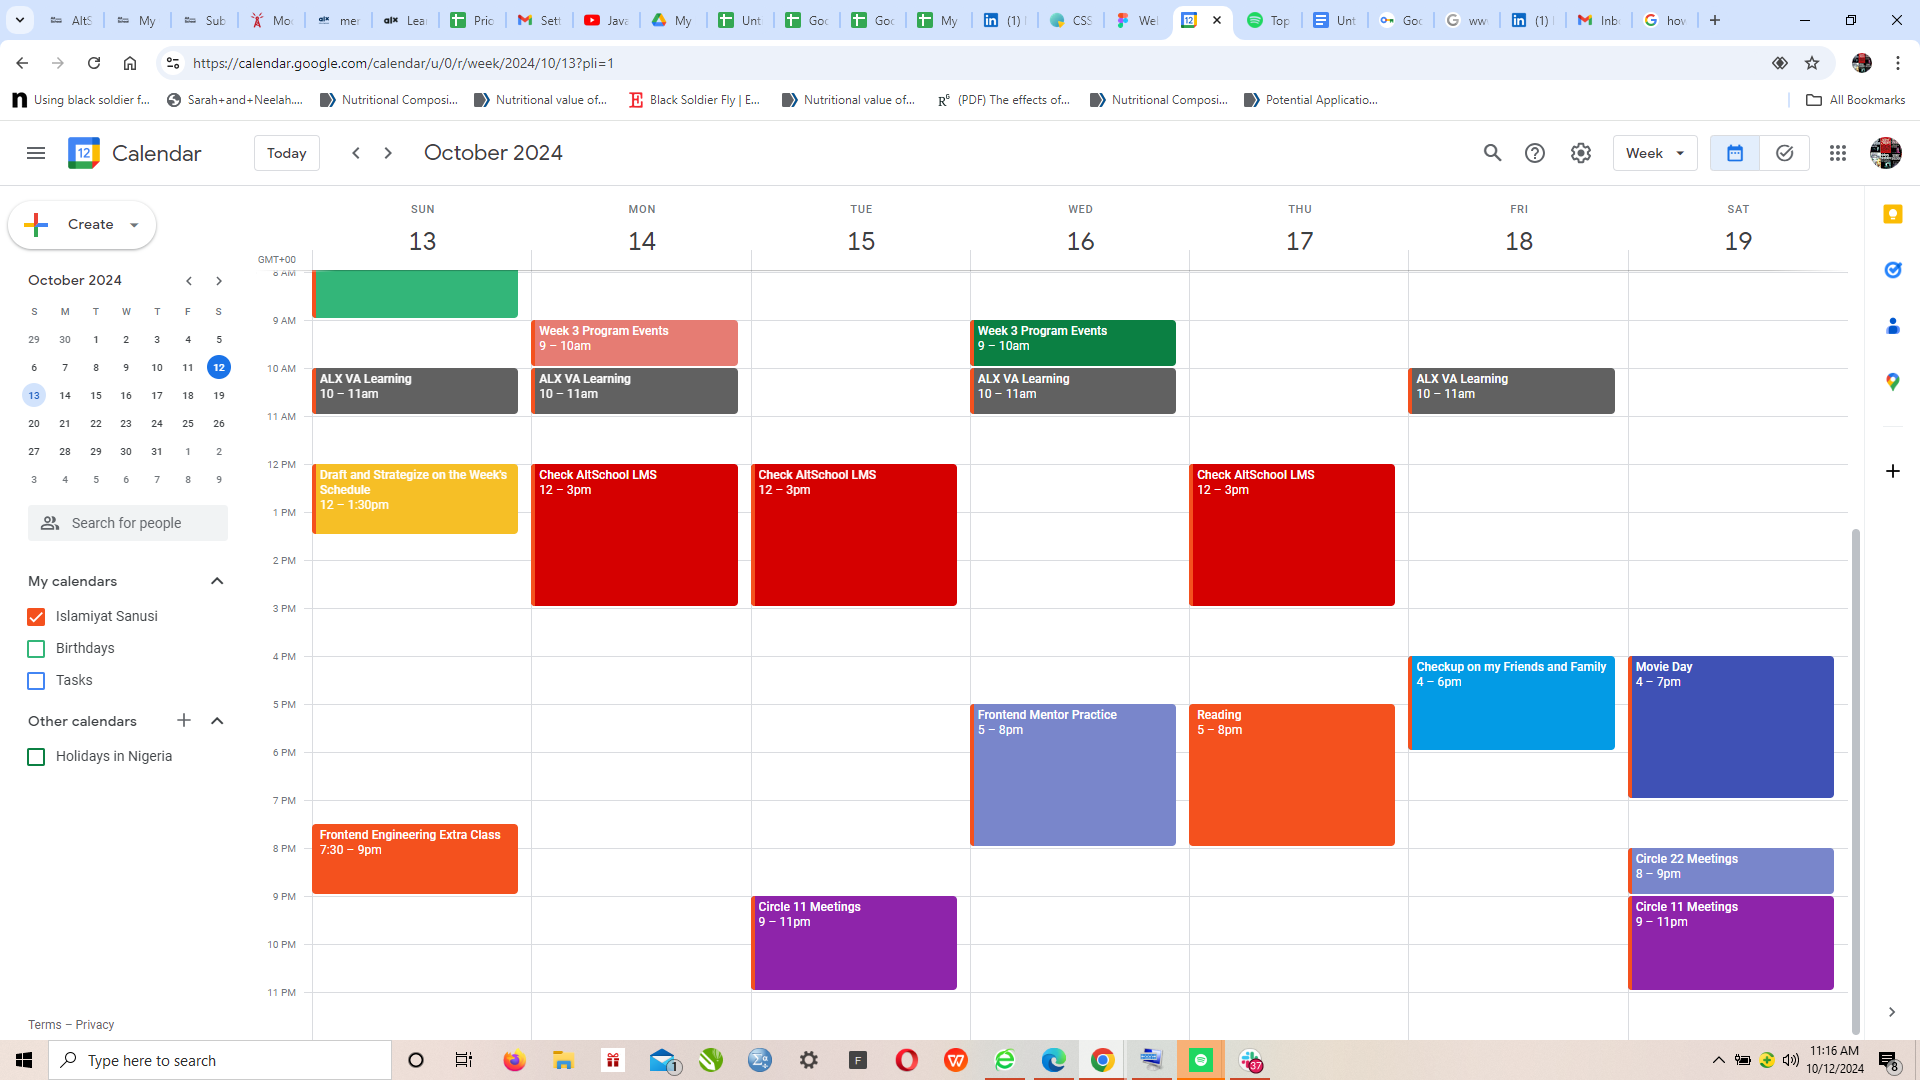 AltS
My
Sub
Mo
alx
mer
alx
Lea
Prio
Sett
Java
My
Unt
Goo
Goo
My
(1)
CSS
Wel
12
Top
Unt
Goo
ww
(1)
Inb
how
https://calendar.google.com/calendar/u/0/r/week/2024/10/13?pli=1
Using black soldier f...
Sarah+and+Neelah....
Nutritional Composi...
Nutritional value of...
Black Soldier Fly | E...
Nutritional value of...
(PDF) The effects of...
Nutritional Composi...
Potential Applicatio...
All Bookmarks
12
Calendar
Today
October 2024
Week
Create
SUN
MON
TUE
WED
THU
FRI
SAT
13
14
15
16
17
18
19
GMT+00
October 2024
S M T W T F S
29 30 1 2 3 4 5
6 7 8 9 10 11 12
13 14 15 16 17 18 19
20 21 22 23 24 25 26
27 28 29 30 31 1 2
3 4 5 6 7 8 9
Search for people
My calendars
Islamiyat Sanusi
Birthdays
Tasks
Other calendars
Holidays in Nigeria
Terms – Privacy
8 AM
9 AM
10 AM
11 AM
12 PM
1 PM
2 PM
3 PM
4 PM
5 PM
6 PM
7 PM
8 PM
9 PM
10 PM
11 PM
ALX VA Learning
10 – 11am
Draft and Strategize on the Week's
Schedule
12 – 1:30pm
Frontend Engineering Extra Class
7:30 – 9pm
Week 3 Program Events
9 – 10am
ALX VA Learning
10 – 11am
Check AltSchool LMS
12 – 3pm
Check AltSchool LMS
12 – 3pm
Circle 11 Meetings
9 – 11pm
Week 3 Program Events
9 – 10am
ALX VA Learning
10 – 11am
Frontend Mentor Practice
5 – 8pm
Check AltSchool LMS
12 – 3pm
Reading
5 – 8pm
ALX VA Learning
10 – 11am
Checkup on my Friends and Family
4 – 6pm
Movie Day
4 – 7pm
Circle 22 Meetings
8 – 9pm
Circle 11 Meetings
9 – 11pm
Type here to search
1
F
37
11:16 AM
10/12/2024
8